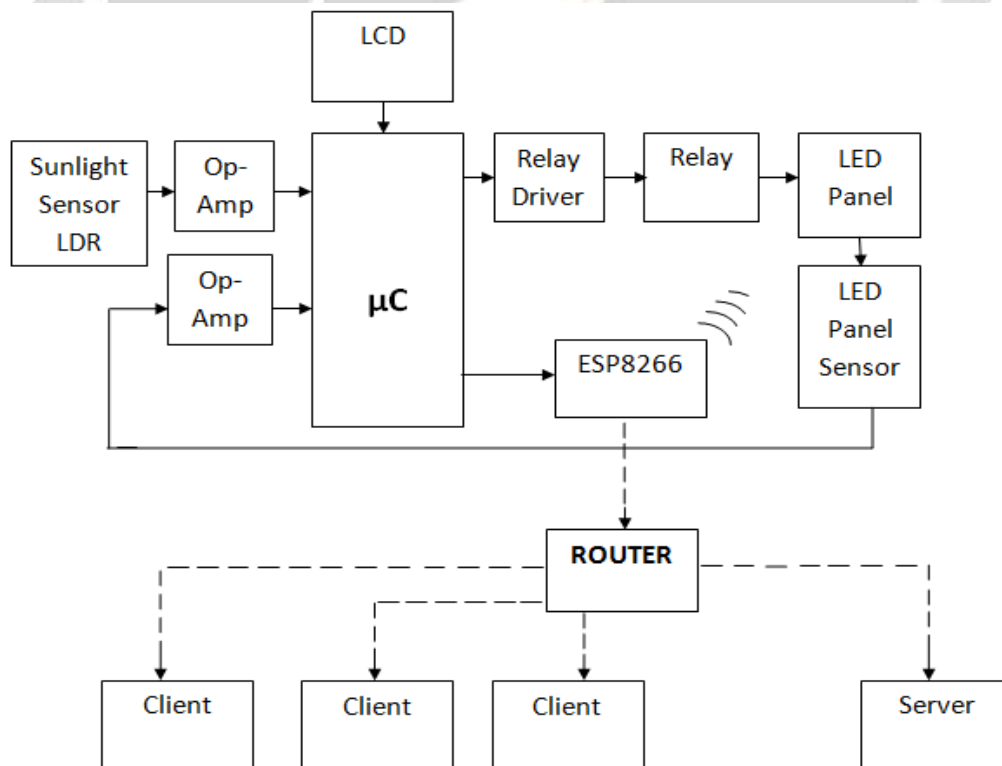 LCD
Sunlight
Sensor
LDR
Op-
Amp
Op-
Amp
µC
Relay
Driver
Relay
LED
Panel
LED
Panel
Sensor
ESP8266
ROUTER
Client
Client
Client
Server